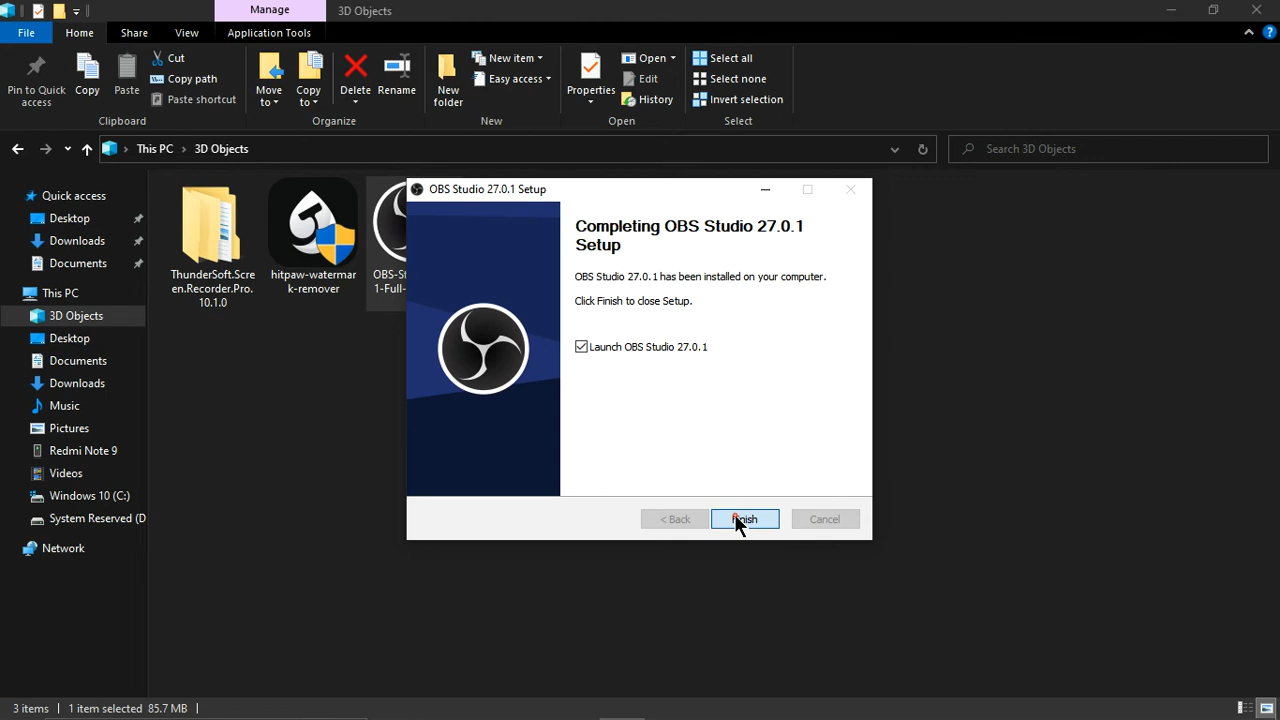 Manage
3D Objects
File
Home
Share
View
Application Tools
Pin to Quick
access
Copy
Paste
Cut
Copy path
Paste shortcut
Clipboard
Move
to
Copy
to
Delete
Rename
Organize
New
folder
New item
Easy access
New
Properties
Open
Edit
History
Open
Select all
Select none
Invert selection
Select
This PC
3D Objects
Search 3D Objects
Quick access
Desktop
Downloads
Documents
This PC
3D Objects
Desktop
Documents
Downloads
Music
Pictures
Redmi Note 9
Videos
Windows 10 (C:)
System Reserved (D
Network
ThunderSoft.Scre
en.Recorder.Pro.
10.1.0
hitpaw-watermar
k-remover
OBS-St
1-Full-
OBS Studio 27.0.1 Setup
Completing OBS Studio 27.0.1
Setup
OBS Studio 27.0.1 has been installed on your computer.
Click Finish to close Setup.
Launch OBS Studio 27.0.1
< Back
Finish
Cancel
3 items
1 item selected 85.7 MB